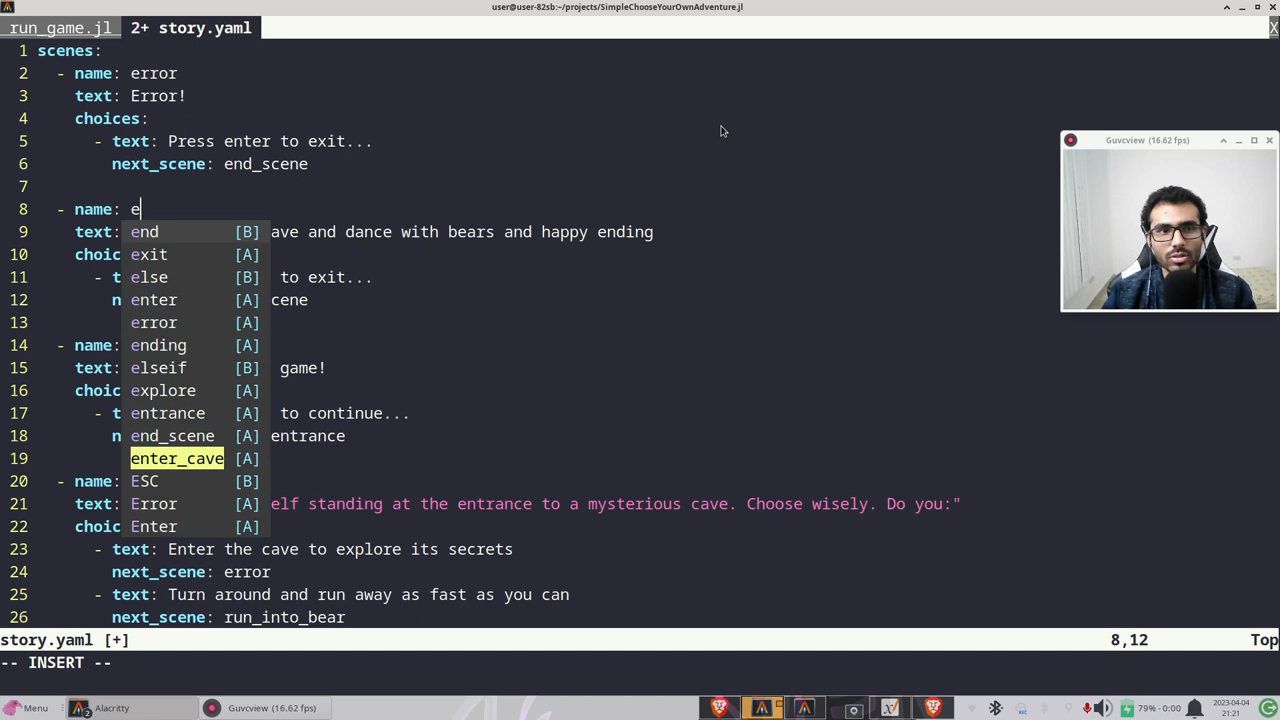 user@user-82sb:~/projects/SimpleChooseYourOwnAdventure.jl
run_game.jl 2+ story.yaml X
1 scenes:
2 - name: error
3 text: Error!
4 choices:
5 - text: Press enter to exit...
6 next_scene: end_scene
7
8 - name: e
9 text: end [B] ave and dance with bears and happy ending
10 choic exit [A]
11 - t else [B] to exit...
12 n enter [A] cene
13 error [A]
14 - name: ending [A]
15 text: elseif [B] game!
16 choic explore [A]
17 - t entrance [A] to continue...
18 n end_scene [A] entrance
19 enter_cave [A]
20 - name: ESC [B]
21 text: Error [A] elf standing at the entrance to a mysterious cave. Choose wisely. Do you:"
22 choic Enter [A]
23 - text: Enter the cave to explore its secrets
24 next_scene: error
25 - text: Turn around and run away as fast as you can
26 next_scene: run_into_bear
story.yaml [+] 8,12 Top
-- INSERT --
Guvcview (16.62 fps)
Menu Alacritty 2 Guvcview (16.62 fps) 79% - 0:00 2023-04-04
21:21